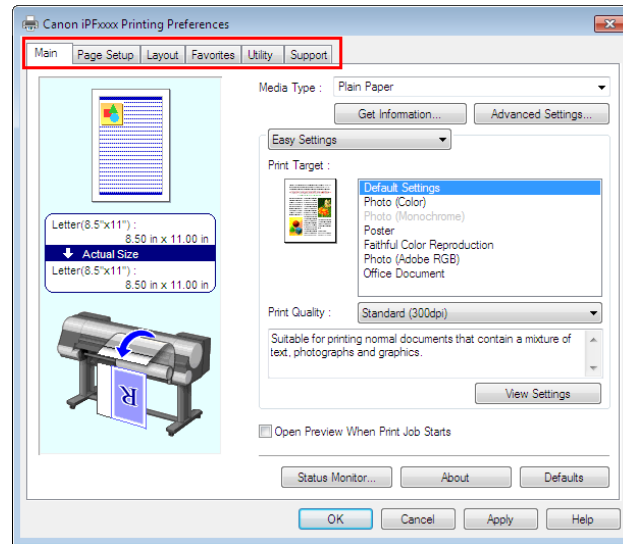 Canon iPFxxxx Printing Preferences
Main Page Setup Layout Favorites Utility Support
Media Type : Plain Paper
Get Information... Advanced Settings...
Easy Settings
Print Target :
Default Settings
Photo (Color)
Photo (Monochrome)
Poster
Faithful Color Reproduction
Photo (Adobe RGB)
Office Document
Letter(8.5"x11") :
8.50 in x 11.00 in
Actual Size
Letter(8.5"x11") :
8.50 in x 11.00 in
R
Print Quality : Standard (300dpi)
Suitable for printing normal documents that contain a mixture of
text, photographs and graphics.
View Settings
Open Preview When Print Job Starts
Status Monitor... About Defaults
OK Cancel Apply Help